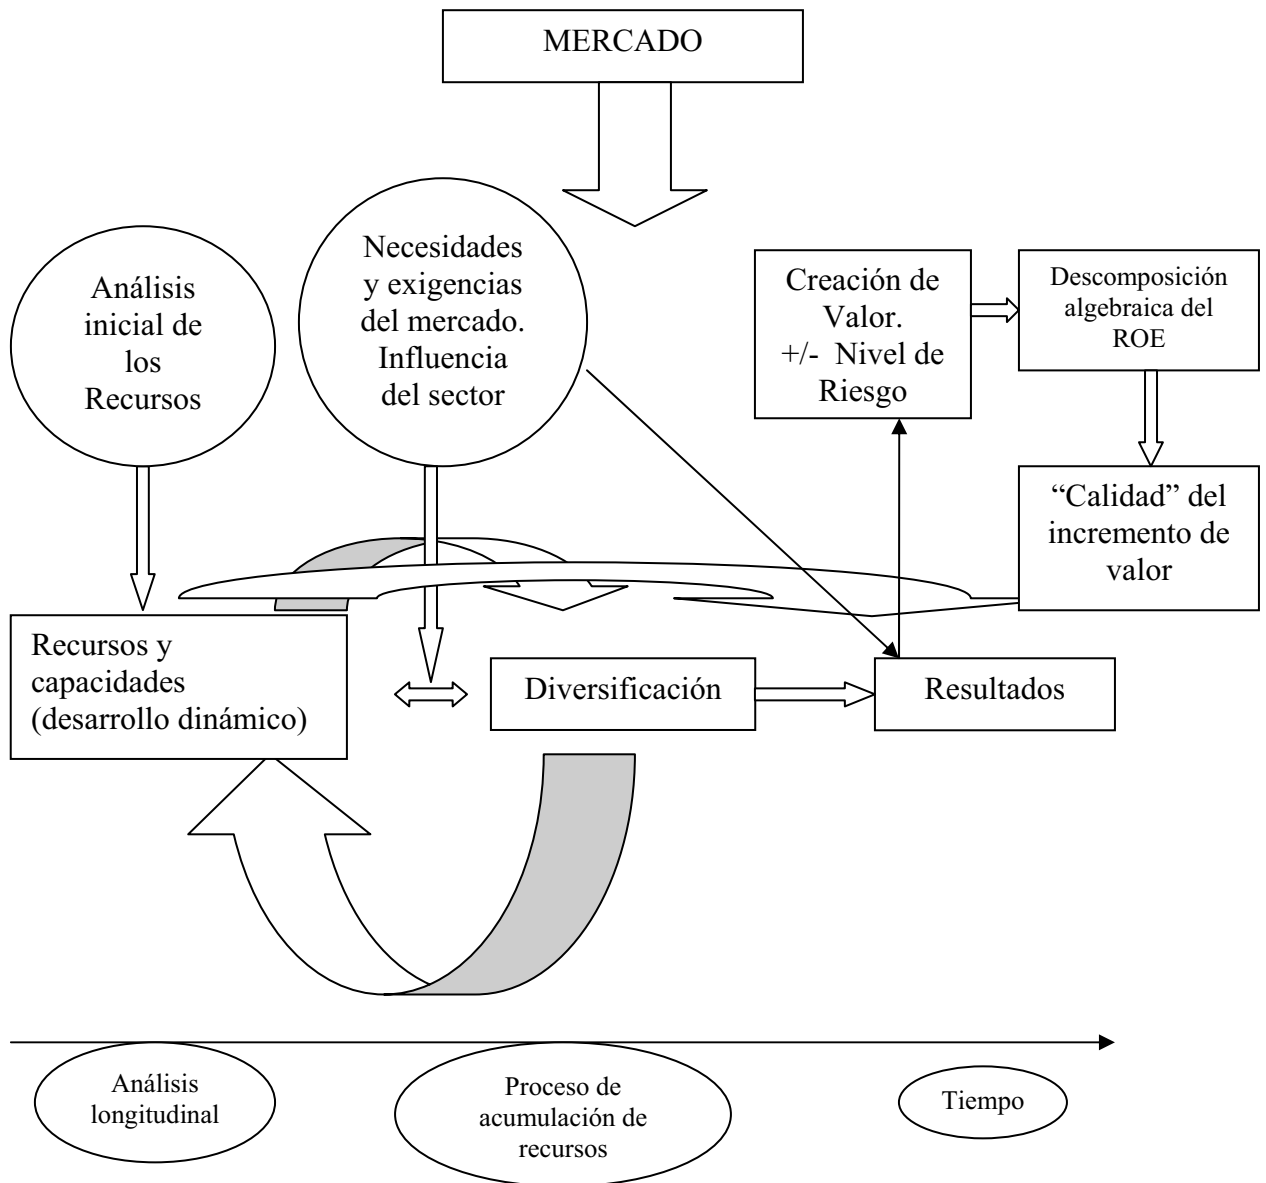 MERCADO
Análisis
inicial de
los
Recursos
Necesidades
y exigencias
del mercado.
Influencia
del sector
Creación de
Valor.
+/- Nivel de
Riesgo
Descomposición
algebraica del
ROE
“Calidad” del
incremento de
valor
Recursos y
capacidades
(desarrollo dinámico)
Diversificación
Resultados
Análisis
longitudinal
Proceso de
acumulación de
recursos
Tiempo